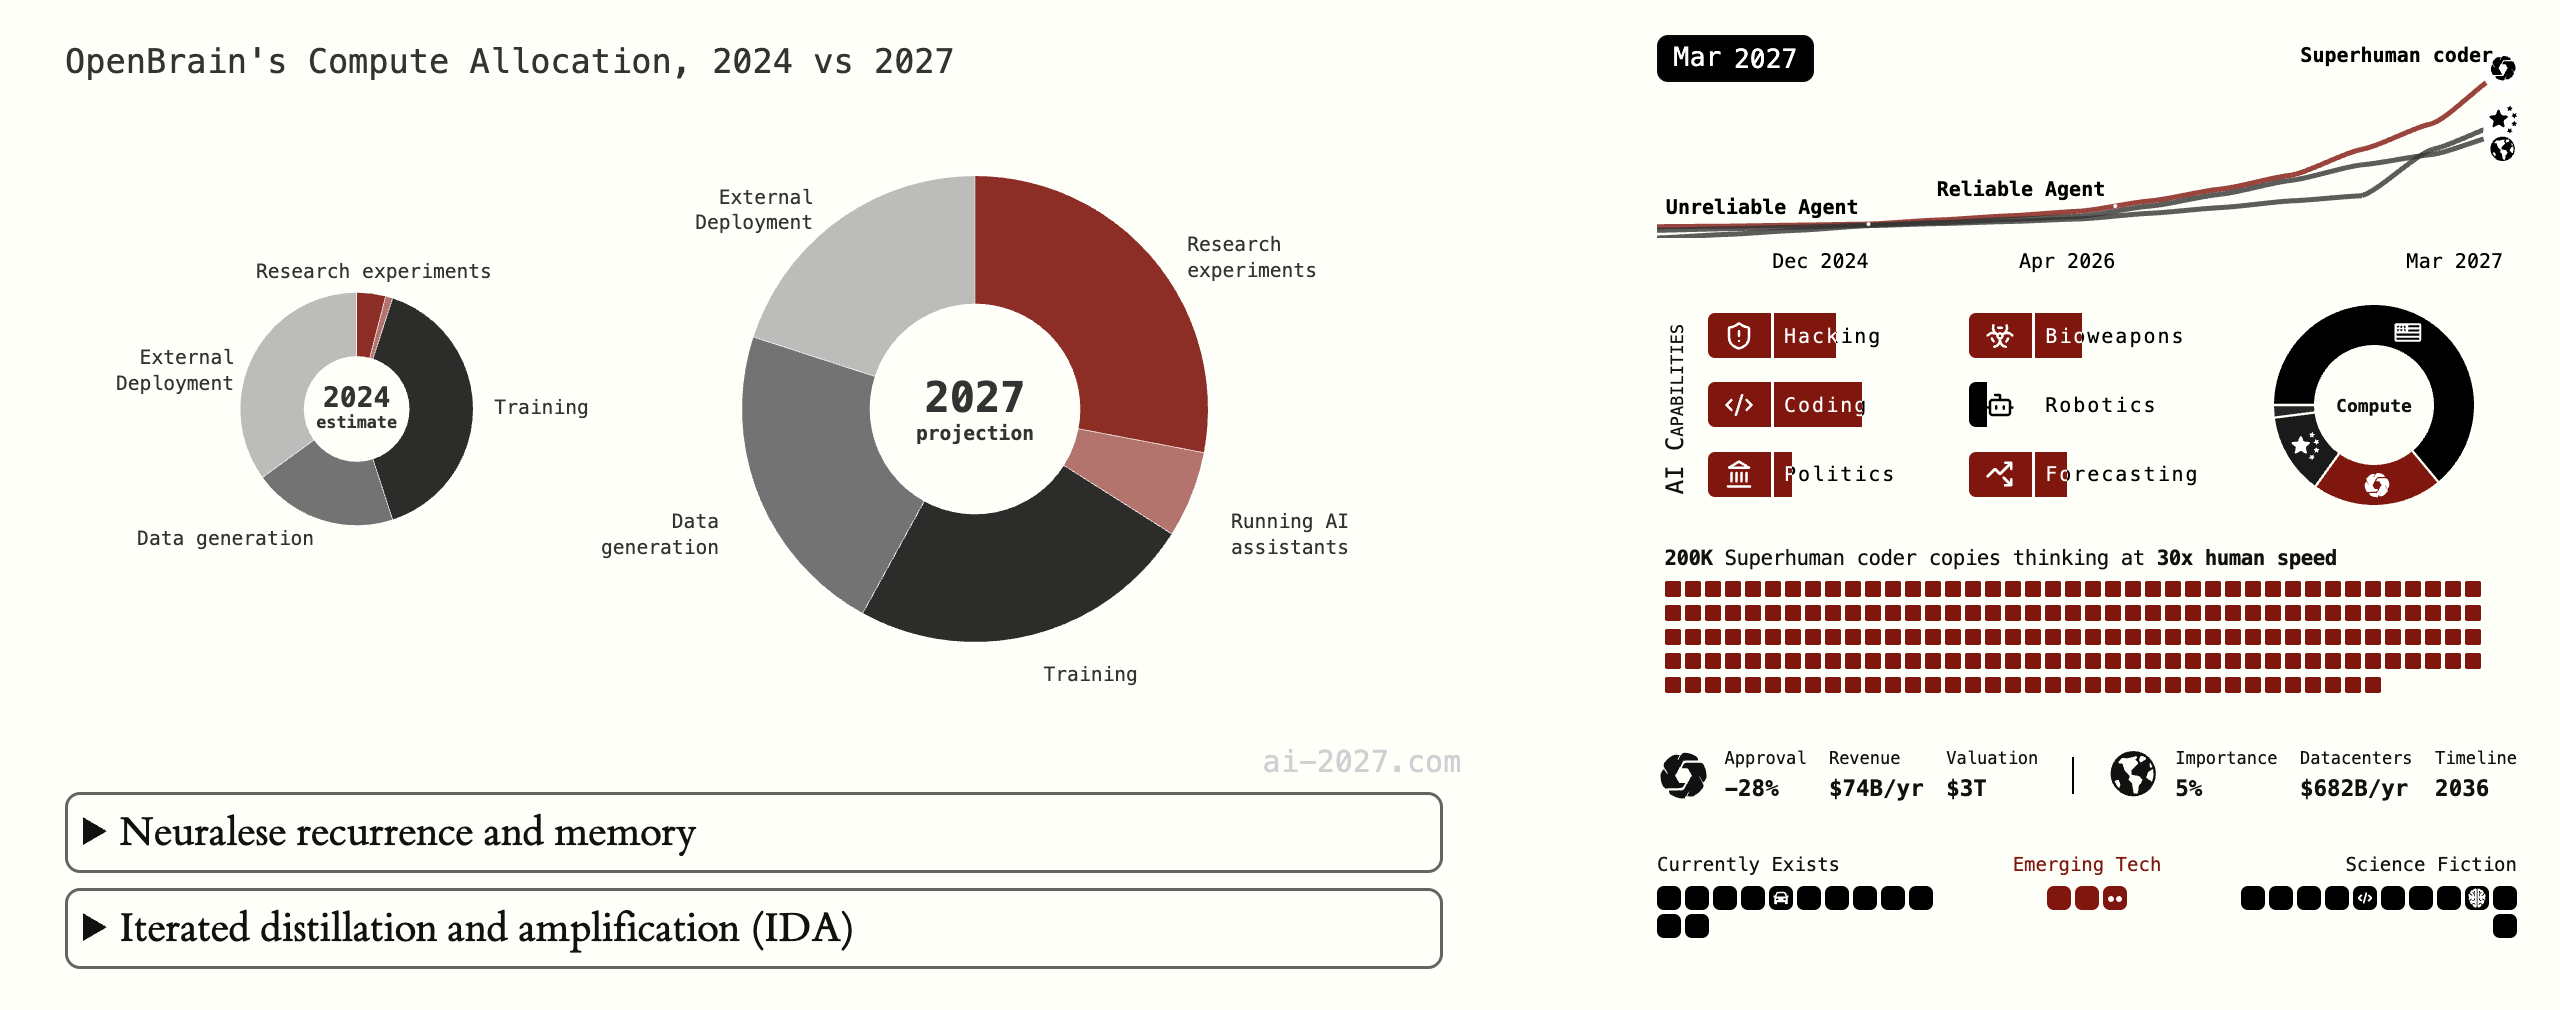 OpenBrain's Compute Allocation, 2024 vs 2027
Research experiments
External
Deployment
2024
estimate
Training
Data generation
External
Deployment
Research
experiments
2027
projection
Data
generation
Running AI
assistants
Training
ai-2027.com
Neuralese recurrence and memory
Iterated distillation and amplification (IDA)
Mar 2027
Superhuman coder
Reliable Agent
Unreliable Agent
Dec 2024
Apr 2026
Mar 2027
AI Capabilities
Hacking
Bioweapons
Coding
Robotics
Politics
Forecasting
Compute
200K Superhuman coder copies thinking at 30x human speed
Approval
Revenue
Valuation
Importance
Datacenters
Timeline
-28%
$74B/yr
$3T
5%
$682B/yr
2036
Currently Exists
Emerging Tech
Science Fiction